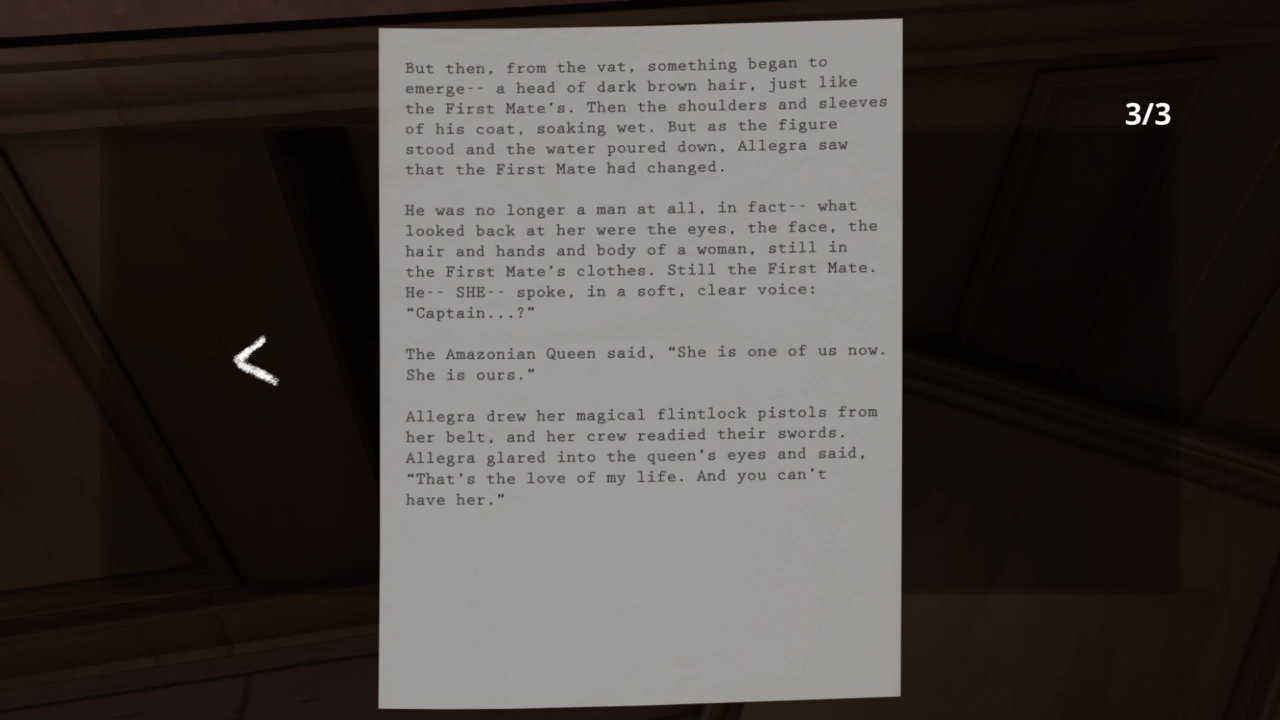 3/3
But then, from the vat, something began to
emerge-- a head of dark brown hair, just like
the First Mate's. Then the shoulders and sleeves
of his coat, soaking wet. But as the figure
stood and the water poured down, Allegra saw
that the First Mate had changed.
He was no longer a man at all, in fact-- what
looked back at her were the eyes, the face, the
hair and hands and body of a woman, still in
the First Mate's clothes. Still the First Mate.
He-- SHE-- spoke, in a soft, clear voice:
“Captain...?”
The Amazonian Queen said, “She is one of us now.
She is ours.”
Allegra drew her magical flintlock pistols from
her belt, and her crew readied their swords.
Allegra glared into the queen's eyes and said,
“That's the love of my life. And you can't
have her.”